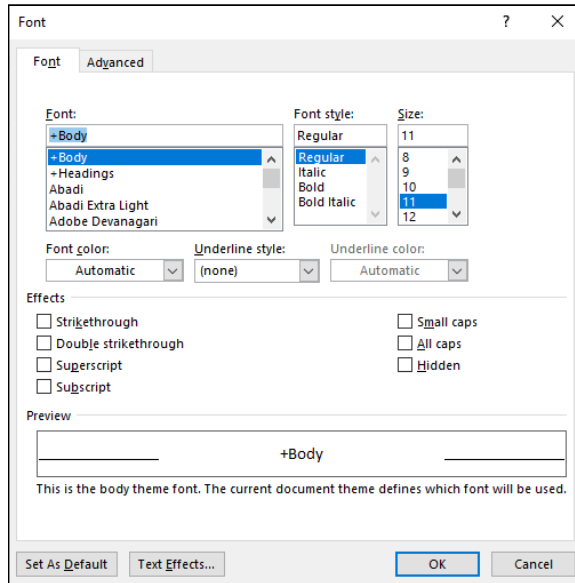 Font ?
Font Advanced
Font: Font style: Size:
+Body Regular 11
+Body Regular 8
+Headings Italic 9
Abadi Bold 10
Abadi Extra Light Bold Italic 11
Adobe Devanagari 12
Font color: Underline style: Underline color:
Automatic (none) Automatic
Effects
Strikethrough Small caps
Double strikethrough All caps
Superscript Hidden
Subscript
Preview
+Body
This is the body theme font. The current document theme defines which font will be used.
Set As Default Text Effects... OK Cancel